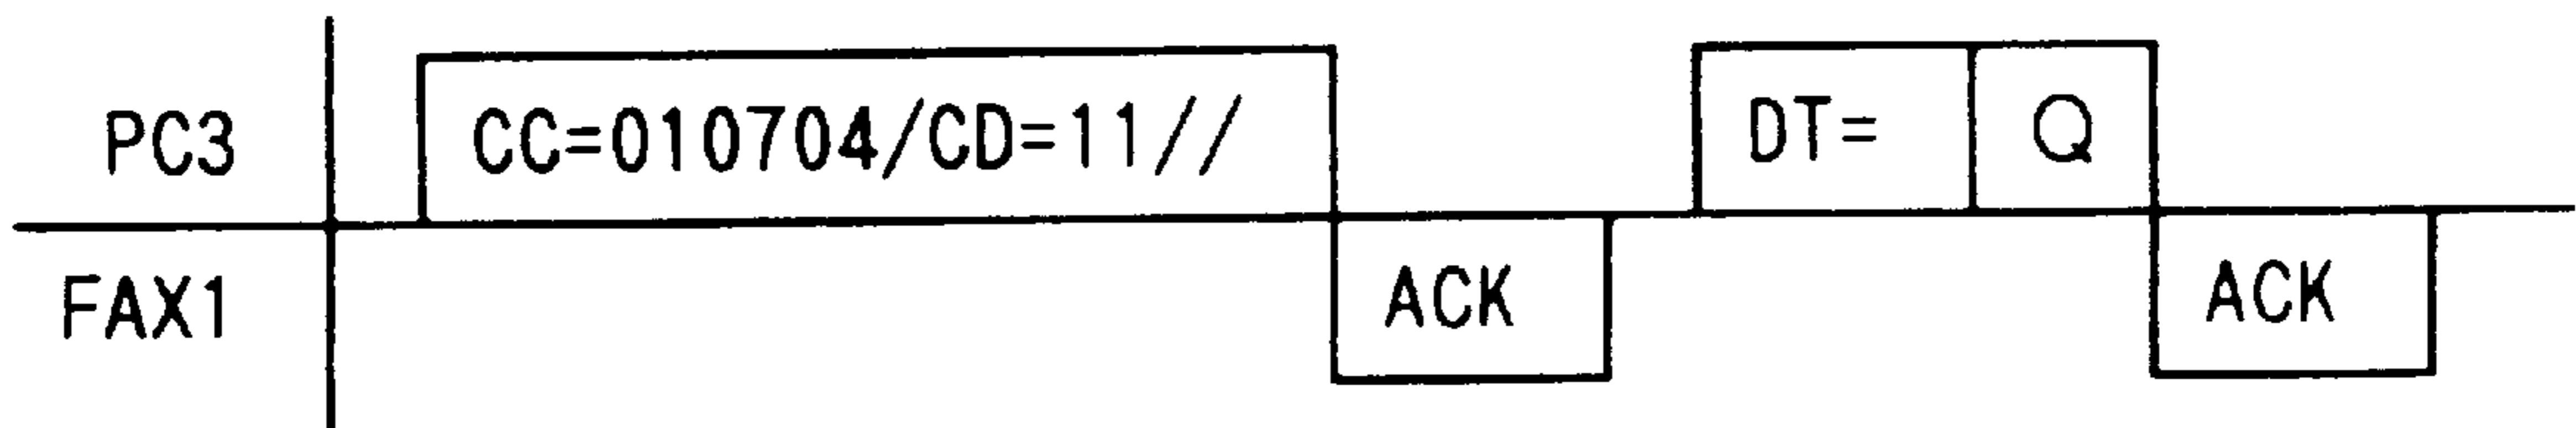 PC3 CC=010704/CD=11// DT= Q
FAX1 ACK ACK